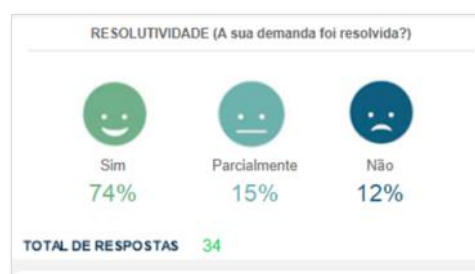 RESOLUTIVIDADE (A sua demanda foi resolvida?)
Sim Parcialmente Não
74% 15% 12%
TOTAL DE RESPOSTAS 34